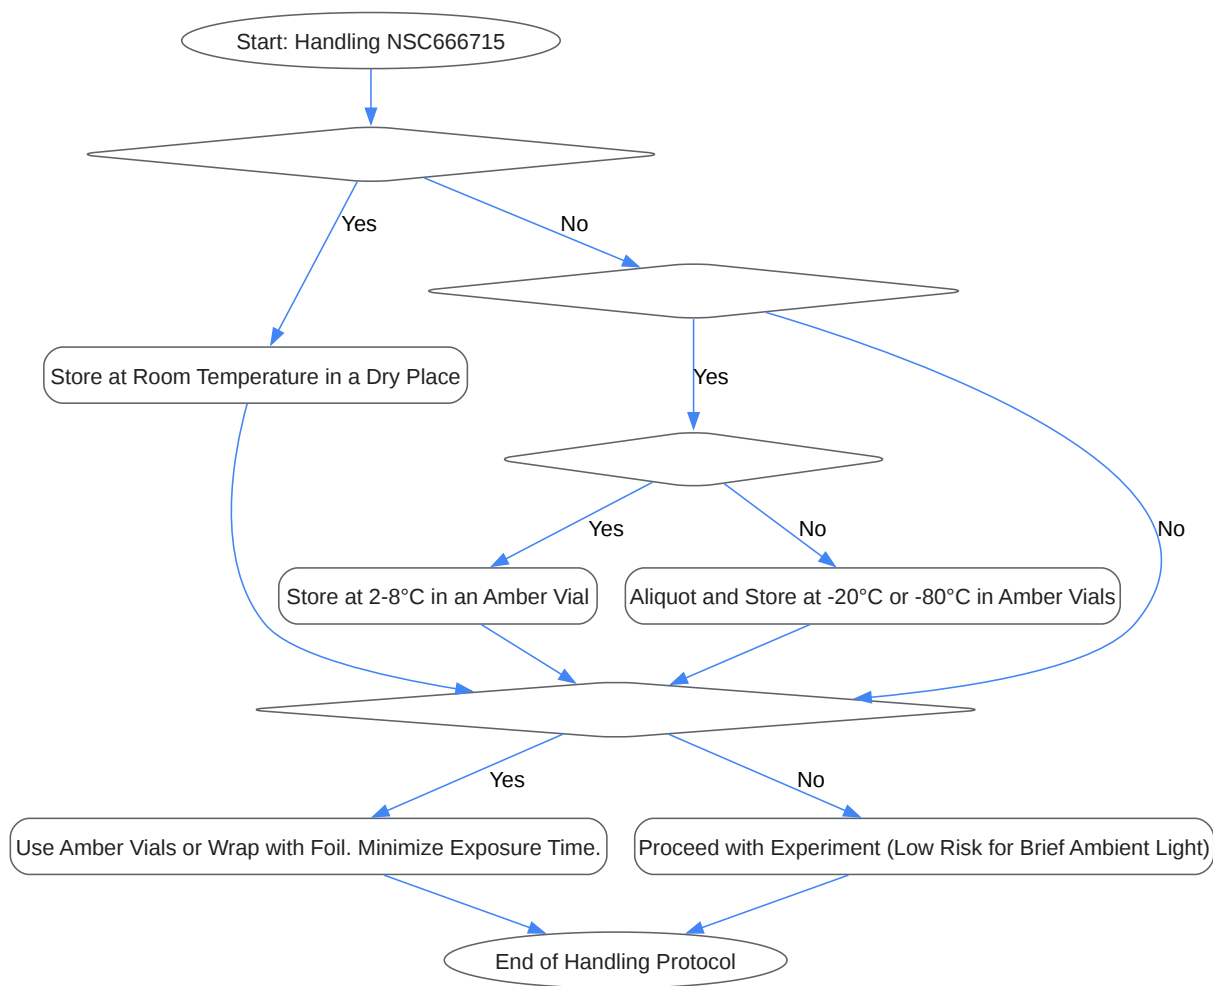 Start: Handling NSC666715
Yes
No
Store at Room Temperature in a Dry Place
Yes
Yes
No
No
Store at 2-8°C in an Amber Vial
Aliquot and Store at -20°C or -80°C in Amber Vials
Yes
No
Use Amber Vials or Wrap with Foil. Minimize Exposure Time.
Proceed with Experiment (Low Risk for Brief Ambient Light)
End of Handling Protocol